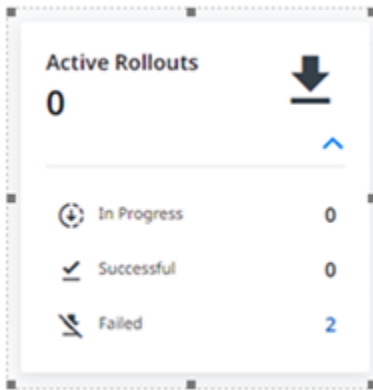 Active Rollouts
0
In Progress 0
Successful 0
Failed 2